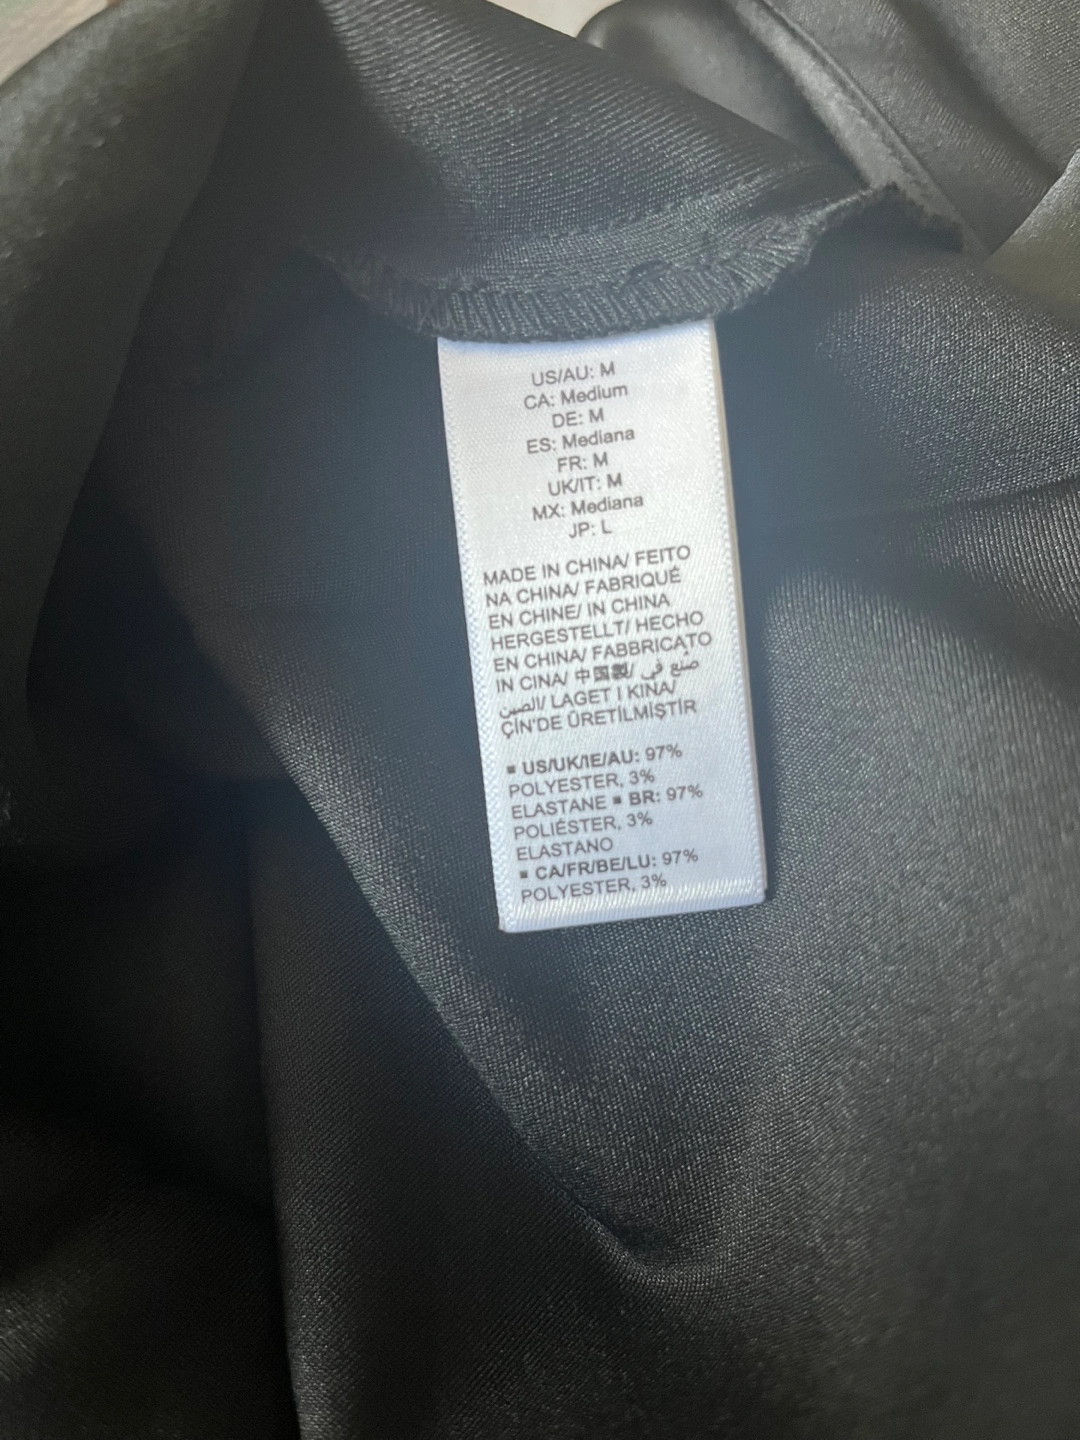 US/AU: M
CA: Medium
DE: M
ES: Mediana
FR: M
UK/IT: M
MX: Mediana
JP: L
MADE IN CHINA/ FEITO
NA CHINA/ FABRIQUÉ
EN CHINE/ IN CHINA
HERGESTELLT/ HECHO
EN CHINA/ FABBRICATO
IN CINA/ 中国製/ صنع في
الصين/ LAGET I KINA/
ÇİN'DE ÜRETİLMİŞTİR
▪ US/UK/IE/AU: 97%
POLYESTER, 3%
ELASTANE ▪ BR: 97%
POLIÉSTER, 3%
ELASTANO
▪ CA/FR/BE/LU: 97%
POLYESTER, 3%